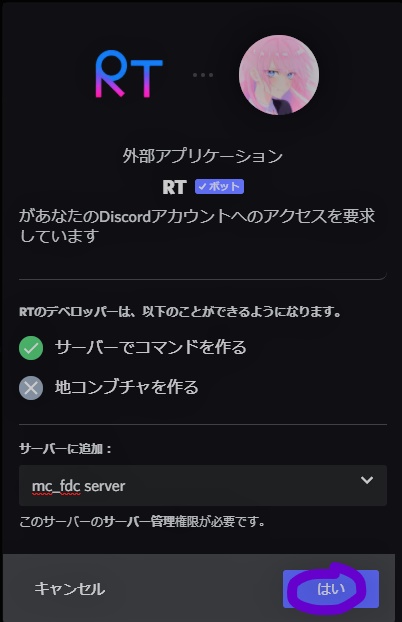 RT
外部アプリケーション
RT ✓ボット
があなたのDiscordアカウントへのアクセスを要求
しています
RTのデベロッパーは、以下のことができるようになります。
サーバーでコマンドを作る
地コンブチャを作る
サーバーに追加：
mc_fdc server
このサーバーのサーバー管理権限が必要です。
キャンセル
はい